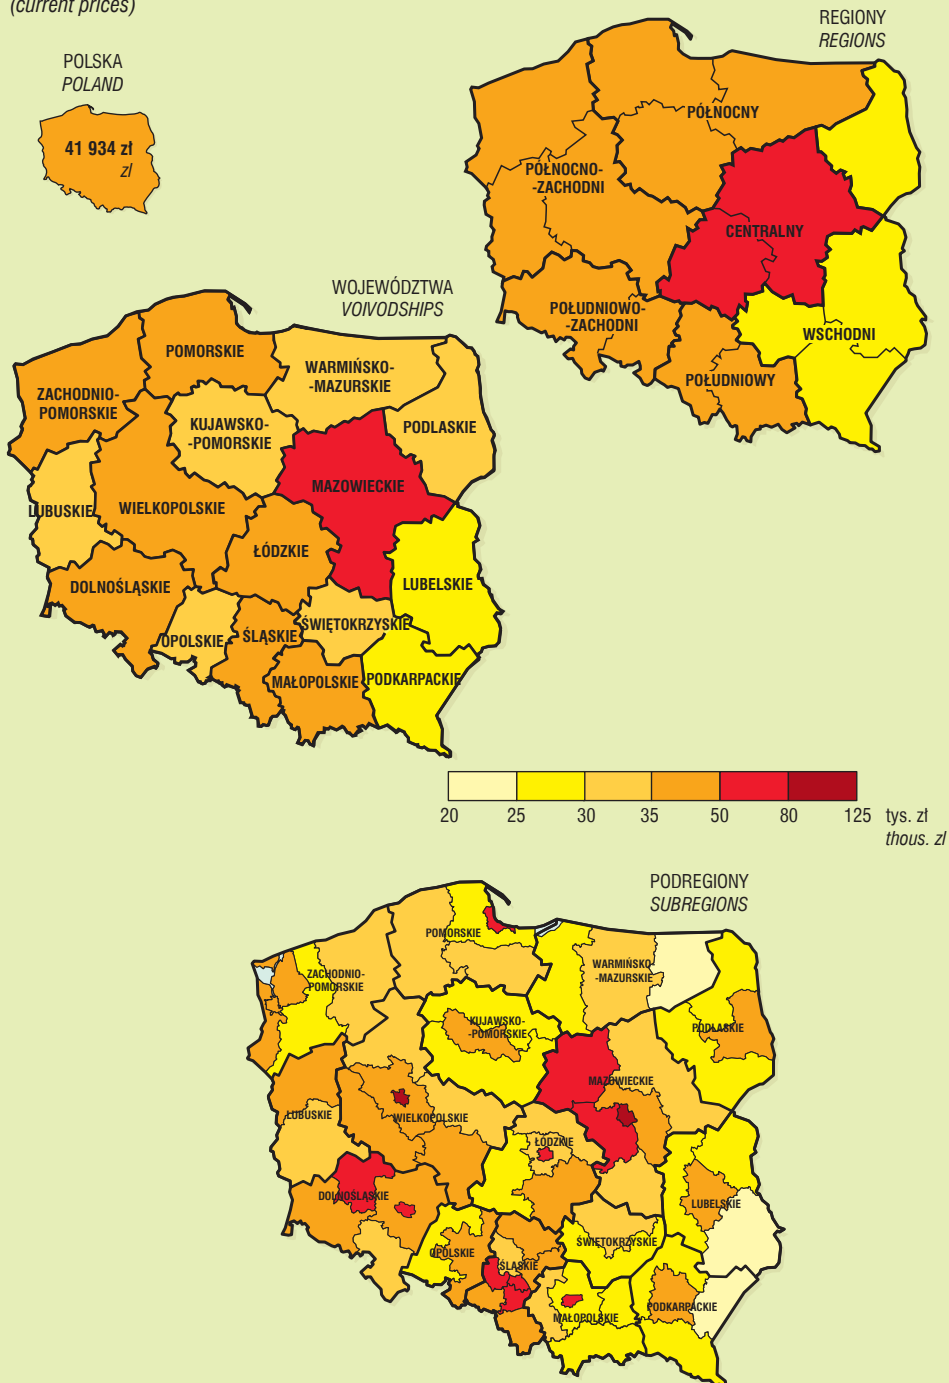 (current prices)
REGIONY
REGIONS
POLSKA
POLAND
41 934 zł
zl
PÓŁNOCNY
PÓŁNOCNO-
-ZACHODNI
CENTRALNY
POŁUDNIOWO-
-ZACHODNI
WSCHODNI
POŁUDNIOWY
WOJEWÓDZTWA
VOIVODSHIPS
POMORSKIE
WARMIŃSKO-
-MAZURSKIE
ZACHODNIO-
POMORSKIE
KUJAWSKO-
-POMORSKIE
PODLASKIE
MAZOWIECKIE
LUBUSKIE
WIELKOPOLSKIE
ŁÓDZKIE
DOLNOŚLĄSKIE
LUBELSKIE
OPOLSKIE
ŚLĄSKIE
ŚWIĘTOKRZYSKIE
MAŁOPOLSKIE
PODKARPACKIE
20 25 30 35 50 80 125 tys. zł
thous. zl
PODREGIONY
SUBREGIONS
POMORSKIE
WARMIŃSKO
-MAZURSKIE
ZACHODNIO-
POMORSKIE
KUJAWSKO-
-POMORSKIE
PODLASKIE
MAZOWIECKIE
LUBUSKIE
WIELKOPOLSKIE
ŁÓDZKIE
DOLNOŚLĄSKIE
LUBELSKIE
OPOLSKIE
ŚLĄSKIE
ŚWIĘTOKRZYSKIE
MAŁOPOLSKIE
PODKARPACKIE